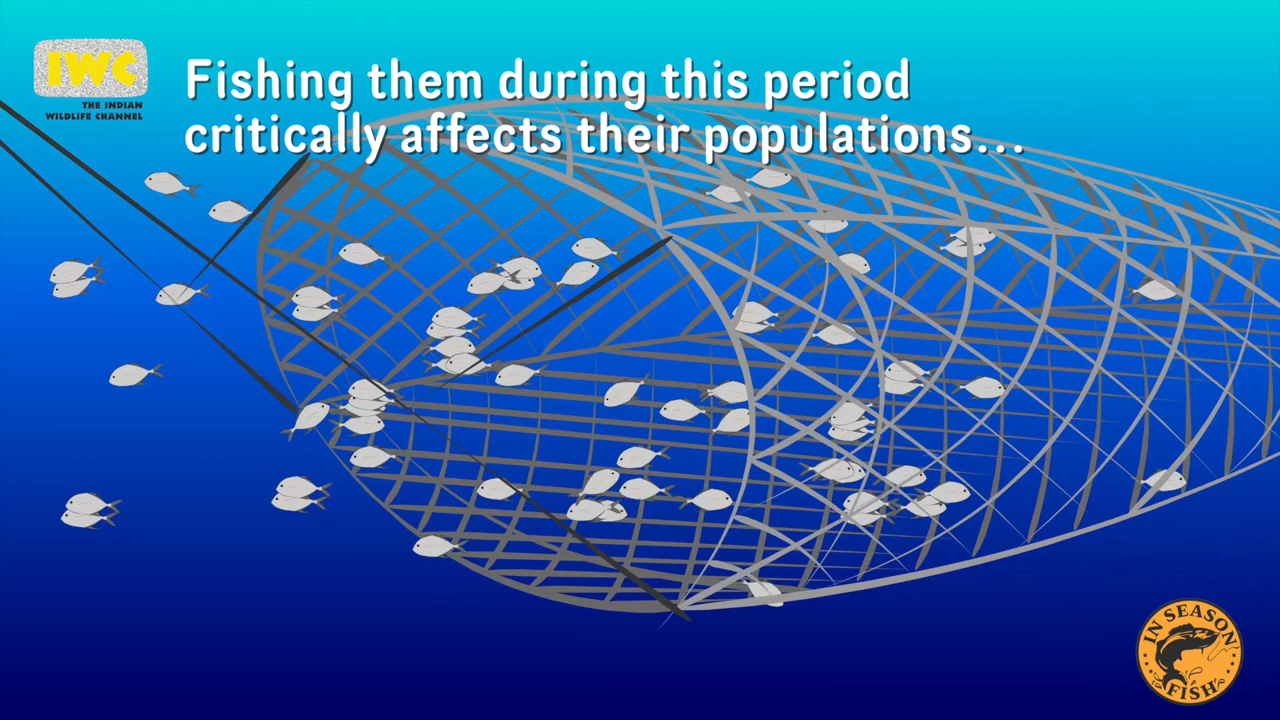 IWC
THE INDIAN
WILDLIFE CHANNEL
Fishing them during this period
critically affects their populations...
IN SEASON
FISH